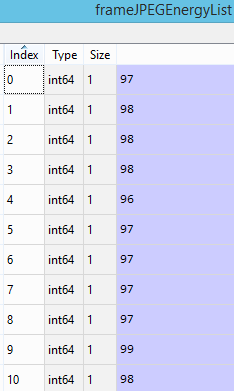 frameJPEGEnergyList
Index Type Size
0 int64 1 97
1 int64 1 98
2 int64 1 98
3 int64 1 98
4 int64 1 96
5 int64 1 97
6 int64 1 97
7 int64 1 97
8 int64 1 97
9 int64 1 99
10 int64 1 98